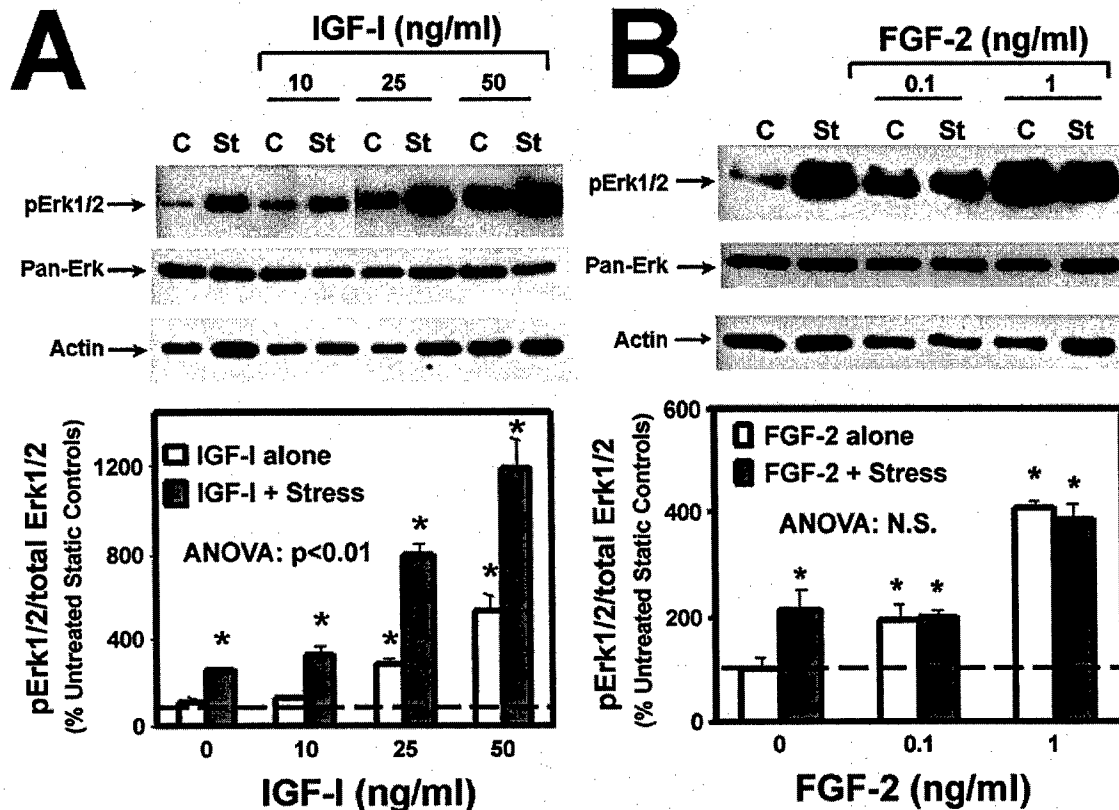 A
IGF-I (ng/ml)
10 25 50
C St C St C St C St
pErk1/2
Pan-Erk
Actin
pErk1/2/total Erk1/2
(% Untreated Static Controls)
1200
800
400
0
IGF-I alone
IGF-I + Stress
ANOVA: p<0.01
* * * * * *
0 10 25 50
IGF-I (ng/ml)
B
FGF-2 (ng/ml)
0.1 1
C St C St C St
pErk1/2
Pan-Erk
Actin
pErk1/2/total Erk1/2
(% Untreated Static Controls)
600
400
200
0
FGF-2 alone
FGF-2 + Stress
ANOVA: N.S.
* * * * *
0 0.1 1
FGF-2 (ng/ml)